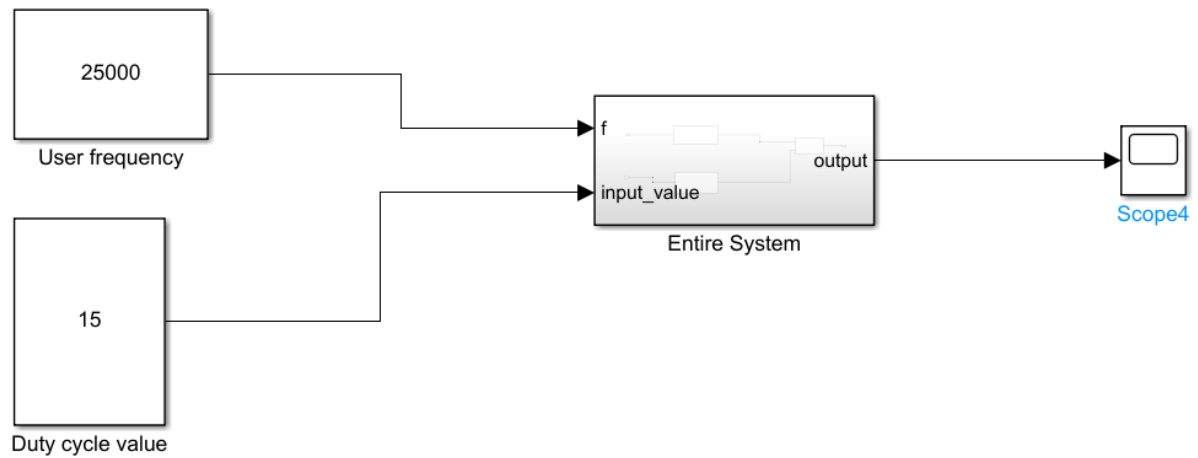 25000
User frequency
f
input_value
output
Entire System
Scope4
15
Duty cycle value